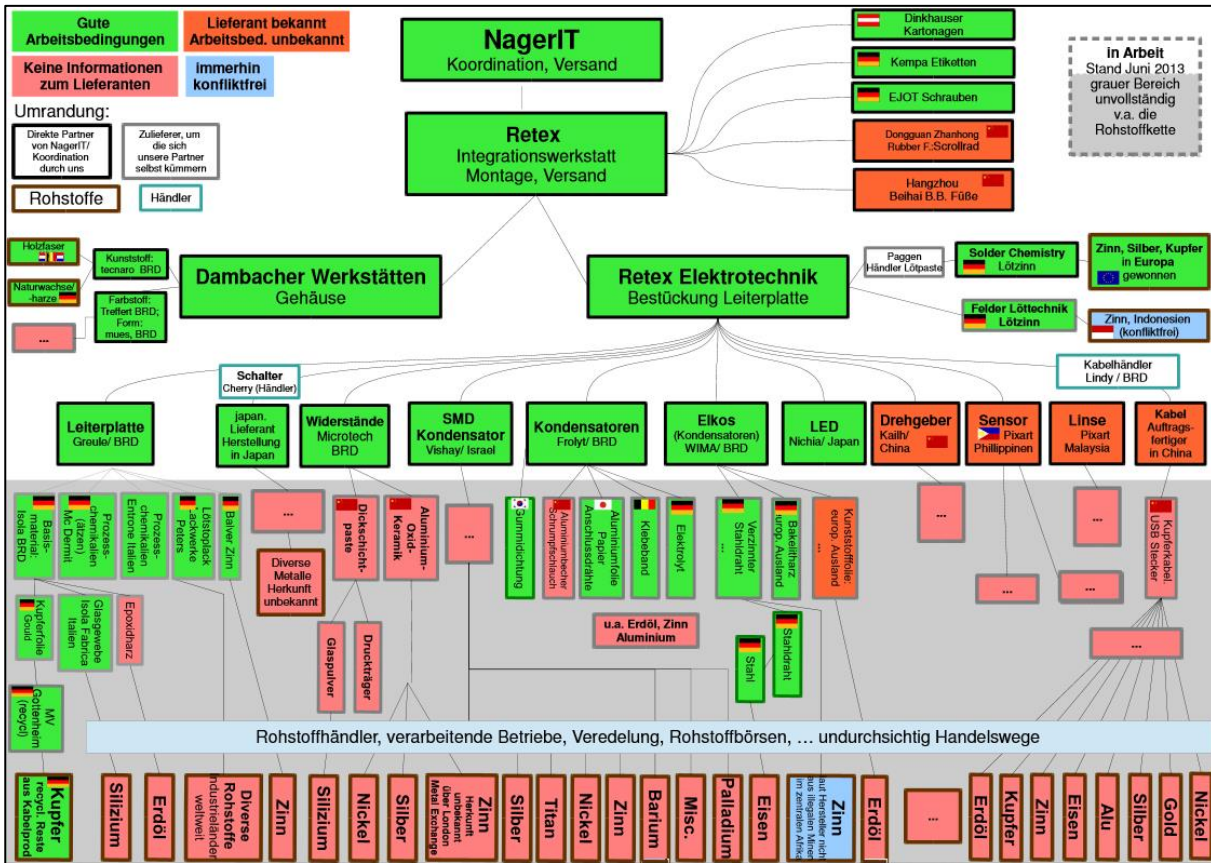 Gute
Arbeitsbedingungen
Lieferant bekannt
Arbeitsbed. unbekannt
Keine Informationen
zum Lieferanten
immerhin
konfliktfrei
Umrandung:
Direkte Partner
von NagerIT/
Koordination
durch uns
Zulieferer, um
die sich
unsere Partner
selbst kümmern
Rohstoffe
Händler
NagerIT
Koordination, Versand
Retex
Integrationswerkstatt
Montage, Versand
Dinkhauser
Kartonagen
Kempa Etiketten
EJOT Schrauben
Dongguan Zhanhong
Rubber F.:Scrollrad
Hangzhou
Beihai B.B. Füße
in Arbeit
Stand Juni 2013
grauer Bereich
unvollständig
v.a. die
Rohstoffkette
Holzfaser
Naturwachse/
-harze
...
Kunststoff:
tecnaro BRD
Farbstoff:
Treffert BRD;
Form:
mues, BRD
Dambacher Werkstätten
Gehäuse
Retex Elektrotechnik
Bestückung Leiterplatte
Paggen
Händler Lötpaste
Solder Chemistry
Lötzinn
Zinn, Silber, Kupfer
in Europa
gewonnen
Felder Löttechnik
Lötzinn
Zinn, Indonesien
(konfliktfrei)
Schalter
Cherry (Händler)
Kabelhändler
Lindy / BRD
Leiterplatte
Greule/ BRD
japan.
Lieferant
Herstellung
in Japan
Widerstände
Microtech
BRD
SMD
Kondensator
Vishay/ Israel
Kondensatoren
Frolyt/ BRD
Elkos
(Kondensatoren)
WIMA/ BRD
LED
Nichia/ Japan
Drehgeber
Kailh/
China
Sensor
Pixart
Phillippinen
Linse
Pixart
Malaysia
Kabel
Auftrags-
fertiger
in China
Basis-
material:
Isola BRD
Prozess-
chemikalien
(ätzen)
Mc Dermit
Prozess-
chemikalien
Entrone Italien
Lötstoplack
Lackwerke
Peters
Balver Zinn
...
Diverse
Metalle
Herkunft
unbekannt
Dickschicht-
paste
Aluminium-
Oxid-
Keramik
...
Gummidichtung
Aluminiumbecher
Schrumpfschlauch
Aluminiumfolie
Papier
Anschlussdrähte
Klebeband
Elektrolyt
Verzinnter
Stahldraht
...
Bakelitharz
europ. Ausland
Kunststofffolie:
europ. Ausland
...
...
...
...
Kupferkabel.
USB Stecker
Kupferfolie
Gould
Glasgewebe
Isola Fabrica
Italien
Epoxidharz
Glaspulver
Druckträger
u.a. Erdöl, Zinn
Aluminium
Stahl
Stahldraht
...
...
MV
Gottenheim
(recycl)
Rohstoffhändler, verarbeitende Betriebe, Veredelung, Rohstoffbörsen, ... undurchsichtig Handelswege
Kupfer
recycl. Reste
aus Kabelprod
Silizium
Erdöl
Diverse
Rohstoffe
Industrieländer
weltweit
Zinn
Silizium
Nickel
Silber
Zinn
Herkunft
unbekannt
über London
Metal Exchange
Silber
Titan
Nickel
Zinn
Barium
Misc.
Palladium
Eisen
Zinn
laut Hersteller nicht
aus illegalen Minen
im zentralen Afrika
Erdöl
...
Erdöl
Kupfer
Zinn
Eisen
Alu
Silber
Gold
Nickel